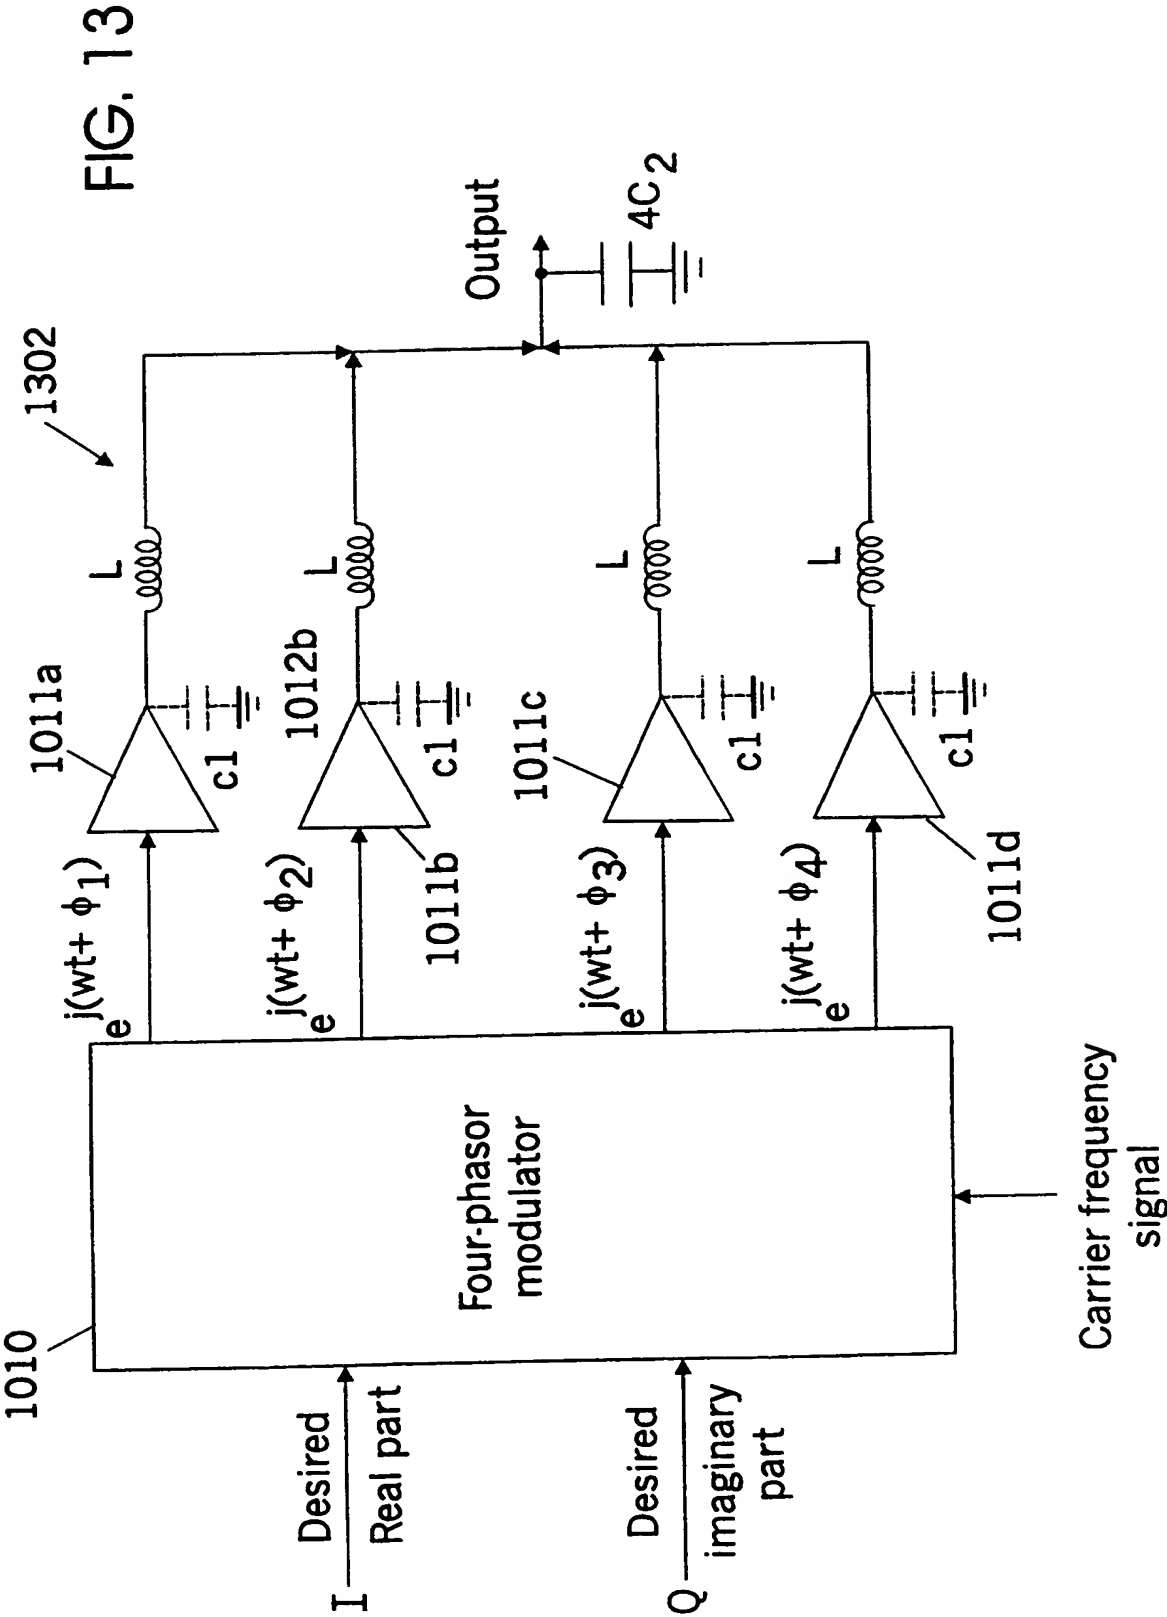 FIG. 13
1302
1010
I
Desired
Real part
Q
Desired
imaginary
part
Four-phasor
modulator
Carrier frequency
signal
e j(wt+ ϕ1)
1011a
c1
L
e j(wt+ ϕ2)
1011b
1012b
c1
L
e j(wt+ ϕ3)
1011c
c1
L
e j(wt+ ϕ4)
1011d
c1
L
Output
4C2